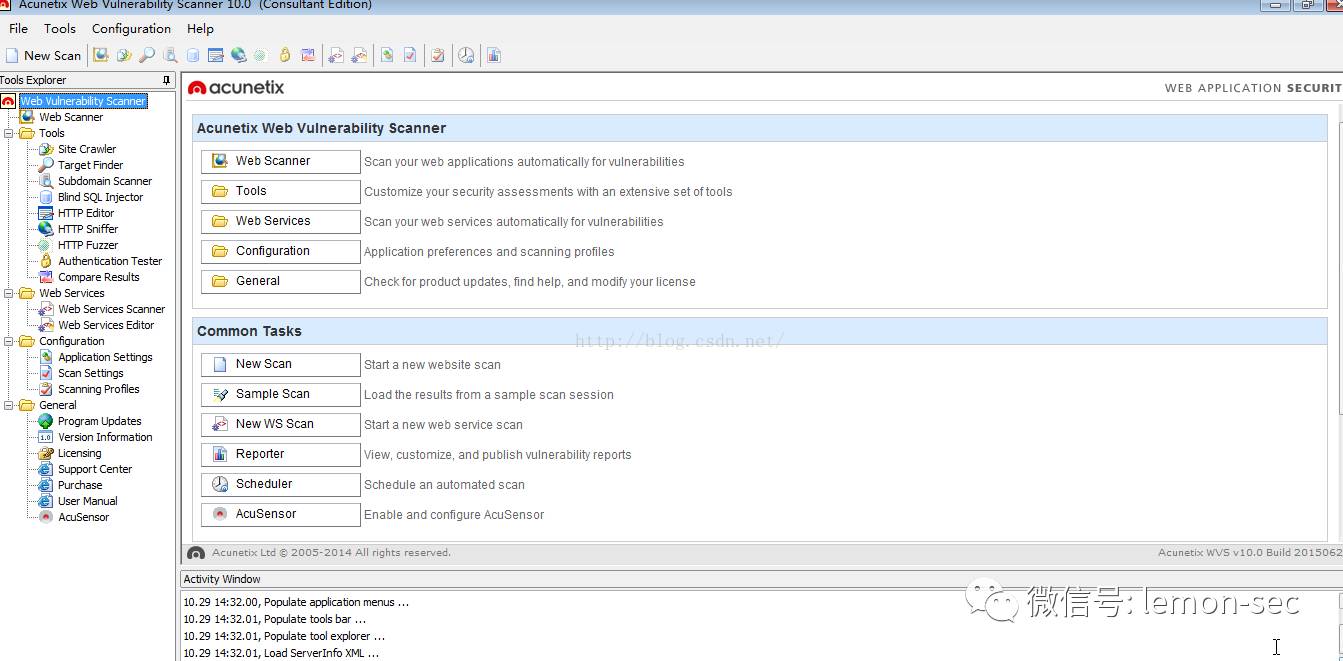 Acunetix Web Vulnerability Scanner 10.0 (Consultant Edition)
File Tools Configuration Help
New Scan
Tools Explorer
Web Vulnerability Scanner
Web Scanner
Tools
Site Crawler
Target Finder
Subdomain Scanner
Blind SQL Injector
HTTP Editor
HTTP Sniffer
HTTP Fuzzer
Authentication Tester
Compare Results
Web Services
Web Services Scanner
Web Services Editor
Configuration
Application Settings
Scan Settings
Scanning Profiles
General
Program Updates
1.0 Version Information
Licensing
Support Center
Purchase
User Manual
AcuSensor
acunetix
WEB APPLICATION SECURIT
Acunetix Web Vulnerability Scanner
Web Scanner Scan your web applications automatically for vulnerabilities
Tools Customize your security assessments with an extensive set of tools
Web Services Scan your web services automatically for vulnerabilities
Configuration Application preferences and scanning profiles
General Check for product updates, find help, and modify your license
Common Tasks
http://blog.csdn.net/
New Scan Start a new website scan
Sample Scan Load the results from a sample scan session
New WS Scan Start a new web service scan
Reporter View, customize, and publish vulnerability reports
Scheduler Schedule an automated scan
AcuSensor Enable and configure AcuSensor
Acunetix Ltd © 2005-2014 All rights reserved.
Acunetix WVS v10.0 Build 2015062
Activity Window
10.29 14:32.00, Populate application menus ...
10.29 14:32.01, Populate tools bar ...
10.29 14:32.01, Populate tool explorer ...
10.29 14:32.01, Load ServerInfo XML ...
微信号: lemon-sec